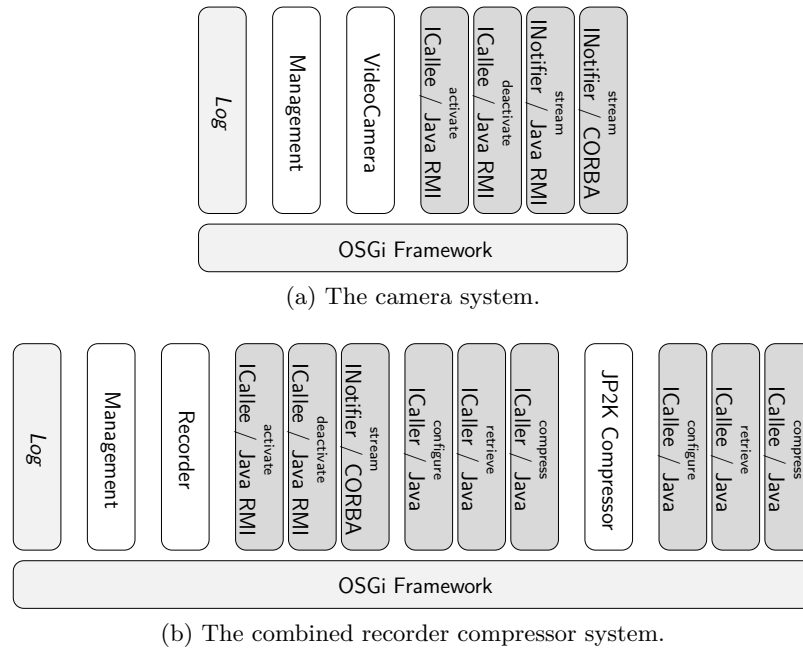 Log
Management
VideoCamera
activate
ICallee / Java RMI
deactivate
ICallee / Java RMI
stream
INotifier / Java RMI
stream
INotifier / CORBA
OSGi Framework
(a) The camera system.
Log
Management
Recorder
activate
ICallee / Java RMI
deactivate
ICallee / Java RMI
stream
INotifier / CORBA
configure
ICaller / Java
retrieve
ICaller / Java
compress
ICaller / Java
JP2K Compressor
configure
ICallee / Java
retrieve
ICallee / Java
compress
ICallee / Java
OSGi Framework
(b) The combined recorder compressor system.